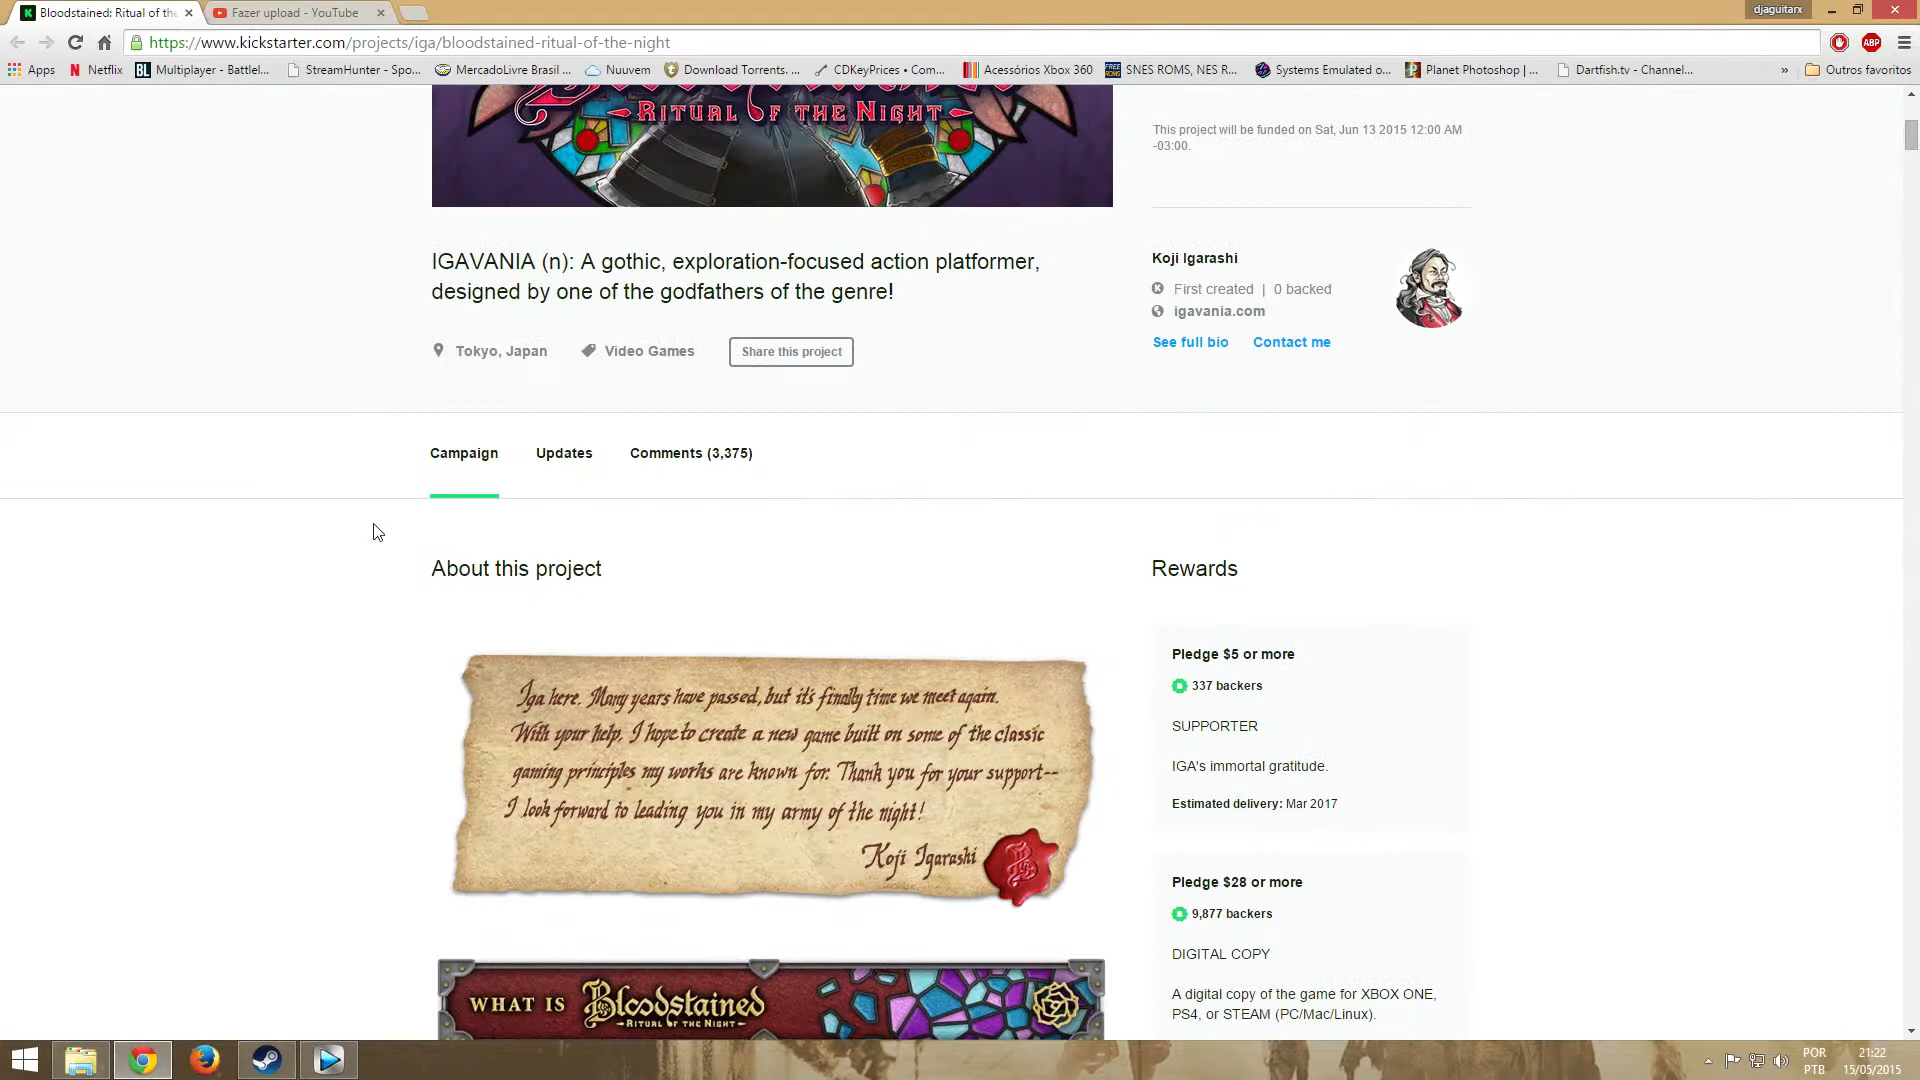 Bloodstained: Ritual of the
Fazer upload - YouTube
djaguitarx
https://www.kickstarter.com/projects/iga/bloodstained-ritual-of-the-night
ABP
Apps
Netflix
BL Multiplayer - Battlel...
StreamHunter - Spo...
MercadoLivre Brasil ...
Nuuvem
Download Torrents. ...
CDKeyPrices • Com...
Acessórios Xbox 360
FREE ROMS SNES ROMS, NES R...
Systems Emulated o...
Planet Photoshop | ...
Dartfish.tv - Channel...
»
Outros favoritos
RITUAL OF THE NIGHT
This project will be funded on Sat, Jun 13 2015 12:00 AM
-03:00.
IGAVANIA (n): A gothic, exploration-focused action platformer,
designed by one of the godfathers of the genre!
Koji Igarashi
First created | 0 backed
igavania.com
See full bio Contact me
Tokyo, Japan Video Games Share this project
Campaign Updates Comments (3,375)
About this project
Iga here. Many years have passed, but it's finally time we meet again.
With your help, I hope to create a new game built on some of the classic
gaming principles my works are known for. Thank you for your support--
I look forward to leading you in my army of the night!
Koji Igarashi
B
WHAT IS Bloodstained
RITUAL OF THE NIGHT
Rewards
Pledge $5 or more
337 backers
SUPPORTER
IGA's immortal gratitude.
Estimated delivery: Mar 2017
Pledge $28 or more
9,877 backers
DIGITAL COPY
A digital copy of the game for XBOX ONE,
PS4, or STEAM (PC/Mac/Linux).
POR
PTB
21:22
15/05/2015